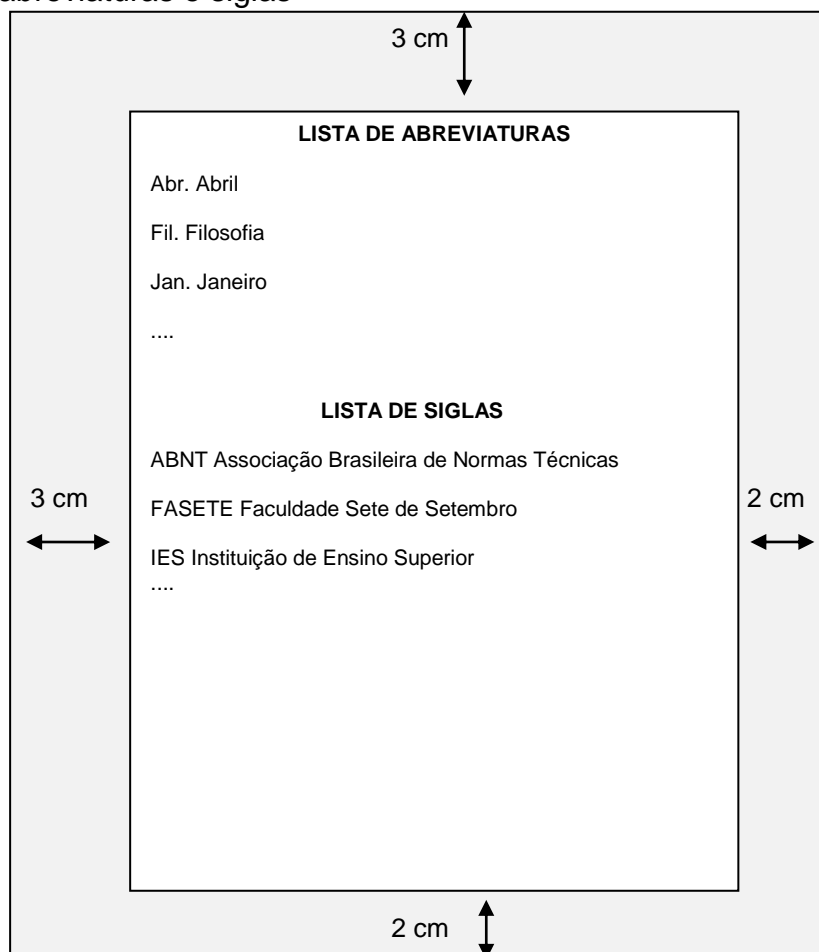 abreviaturas e siglas
3 cm
LISTA DE ABREVIATURAS
Abr. Abril
Fil. Filosofia
Jan. Janeiro
....
LISTA DE SIGLAS
ABNT Associação Brasileira de Normas Técnicas
3 cm
2 cm
FASETE Faculdade Sete de Setembro
IES Instituição de Ensino Superior
....
2 cm